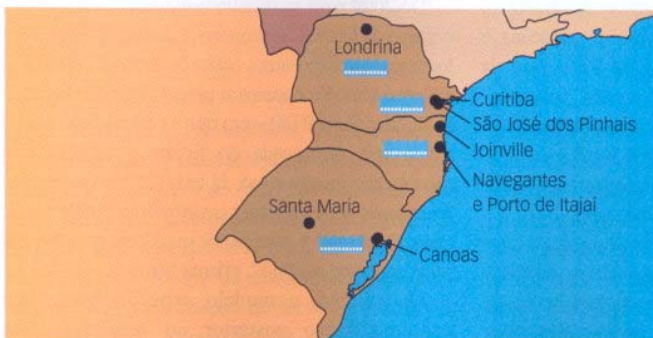 Londrina
Curitiba
São José dos Pinhais
Joinville
Navegantes
e Porto de Itajaí
Santa Maria
Canoas